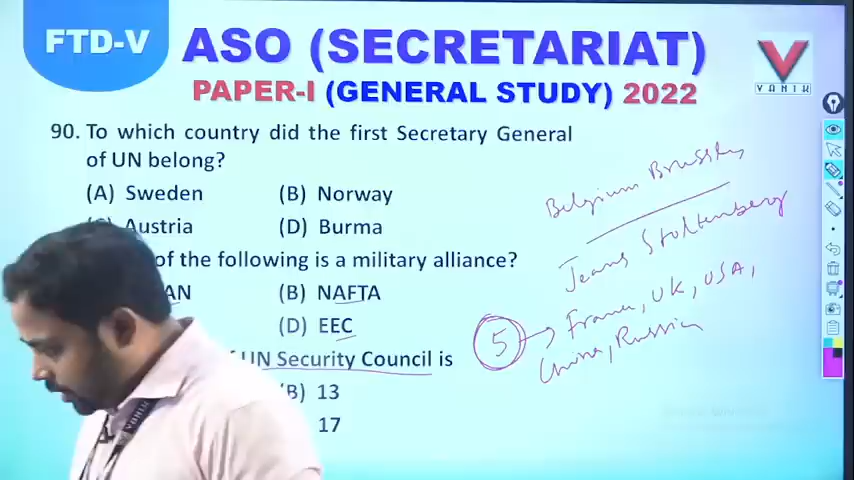 FTD-V
ASO (SECRETARIAT)
PAPER-I (GENERAL STUDY) 2022
VANIK
90. To which country did the first Secretary General
of UN belong?
(A) Sweden
(B) Norway
Austria
(D) Burma
of the following is a military alliance?
AN
(B) NAFTA
(D) EEC
UN Security Council is
(B) 13
17
Belgium
Jeans Stoltenberg
5 → France, UK, USA,
China, Russia
VANIK